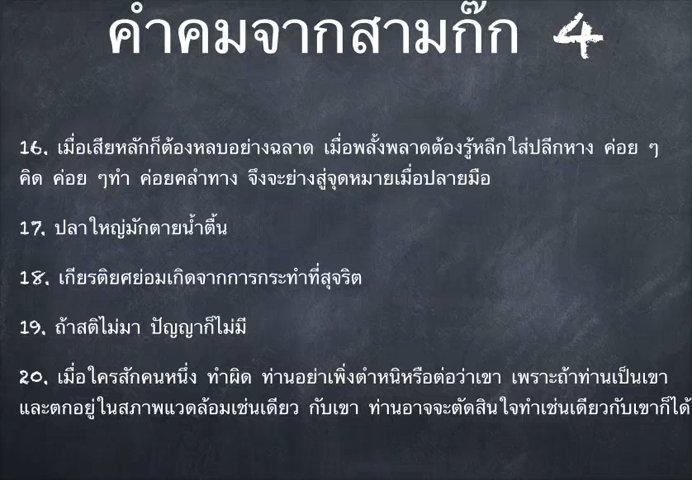 คำคมจากสามก๊ก 4
16. เมื่อเสียหลักก็ต้องหลบอย่างฉลาด เมื่อพลั้งพลาดต้องรู้หลีกใส่ปลีกหาง ค่อย ๆ
คิด ค่อย ๆทำ ค่อยคลำทาง จึงจะย่างสู่จุดหมายเมื่อปลายมือ
17. ปลาใหญ่มักตายน้ำตื้น
18. เกียรติยศย่อมเกิดจากการกระทำที่สุจริต
19. ถ้าสติไม่มา ปัญญาก็ไม่มี
20. เมื่อใครสักคนหนึ่ง ทำผิด ท่านอย่าเพิ่งตำหนิหรือต่อว่าเขา เพราะถ้าท่านเป็นเขา
และตกอยู่ในสภาพแวดล้อมเช่นเดียว กับเขา ท่านอาจจะตัดสินใจทำเช่นเดียวกับเขาก็ได้